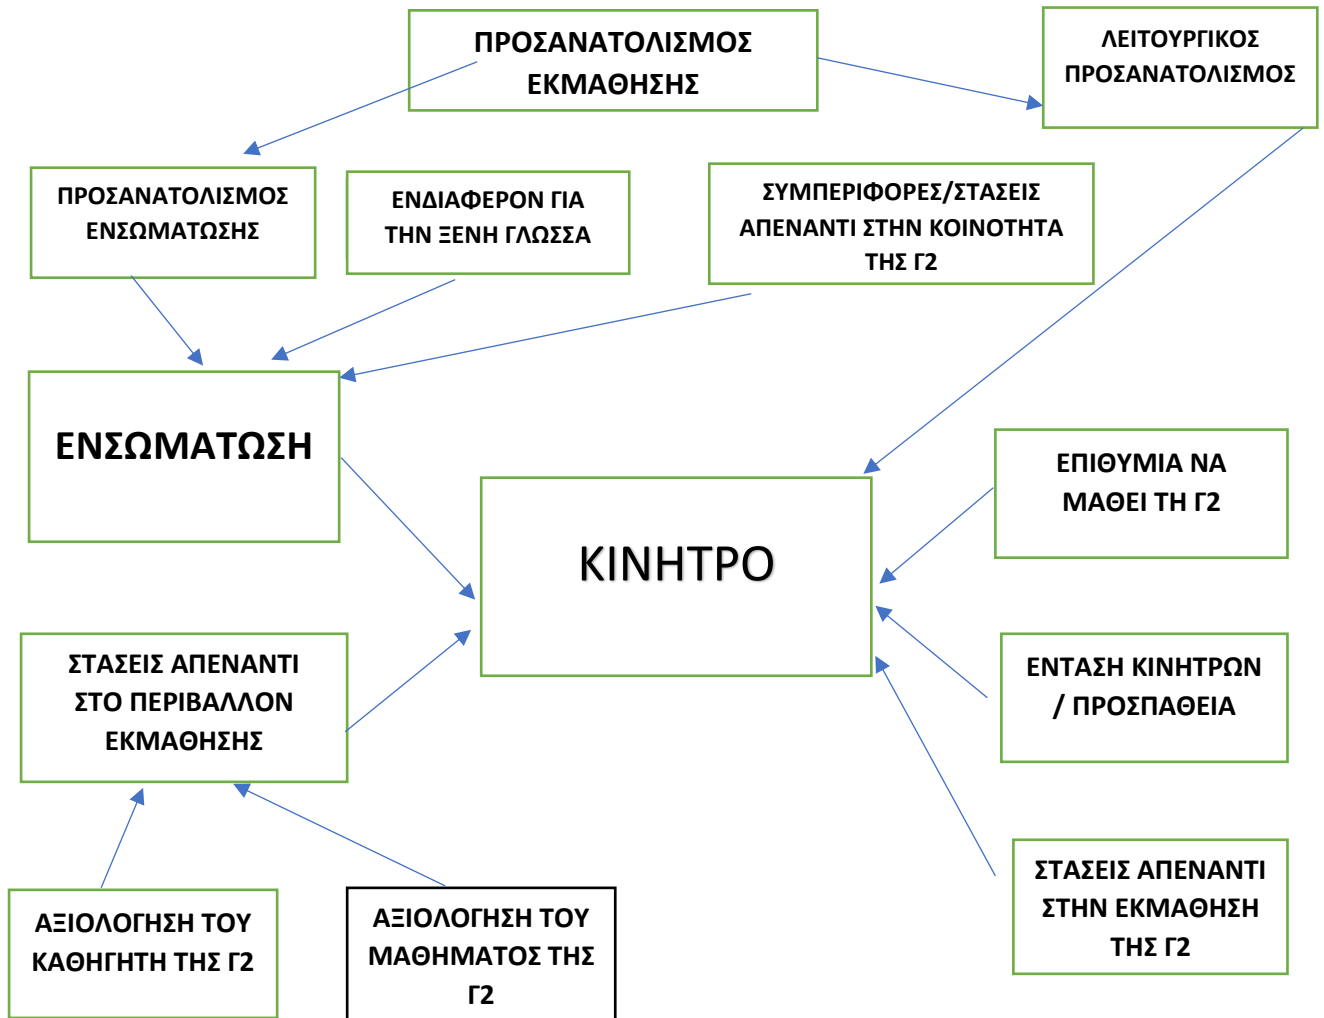 ΠΡΟΣΑΝΑΤΟΛΙΣΜΟΣ
ΕΚΜΑΘΗΣΗΣ
ΛΕΙΤΟΥΡΓΙΚΟΣ
ΠΡΟΣΑΝΑΤΟΛΙΣΜΟΣ
ΠΡΟΣΑΝΑΤΟΛΙΣΜΟΣ
ΕΝΣΩΜΑΤΩΣΗΣ
ΕΝΔΙΑΦΕΡΟΝ ΓΙΑ
ΤΗΝ ΞΕΝΗ ΓΛΩΣΣΑ
ΣΥΜΠΕΡΙΦΟΡΕΣ/ΣΤΑΣΕΙΣ
ΑΠΕΝΑΝΤΙ ΣΤΗΝ ΚΟΙΝΟΤΗΤΑ
ΤΗΣ Γ2
ΕΝΣΩΜΑΤΩΣΗ
ΚΙΝΗΤΡΟ
ΕΠΙΘΥΜΙΑ ΝΑ
ΜΑΘΕΙ ΤΗ Γ2
ΣΤΑΣΕΙΣ ΑΠΕΝΑΝΤΙ
ΣΤΟ ΠΕΡΙΒΑΛΛΟΝ
ΕΚΜΑΘΗΣΗΣ
ΕΝΤΑΣΗ ΚΙΝΗΤΡΩΝ
/ ΠΡΟΣΠΑΘΕΙΑ
ΑΞΙΟΛΟΓΗΣΗ ΤΟΥ
ΚΑΘΗΓΗΤΗ ΤΗΣ Γ2
ΑΞΙΟΛΟΓΗΣΗ ΤΟΥ
ΜΑΘΗΜΑΤΟΣ ΤΗΣ
Γ2
ΣΤΑΣΕΙΣ ΑΠΕΝΑΝΤΙ
ΣΤΗΝ ΕΚΜΑΘΗΣΗ
ΤΗΣ Γ2